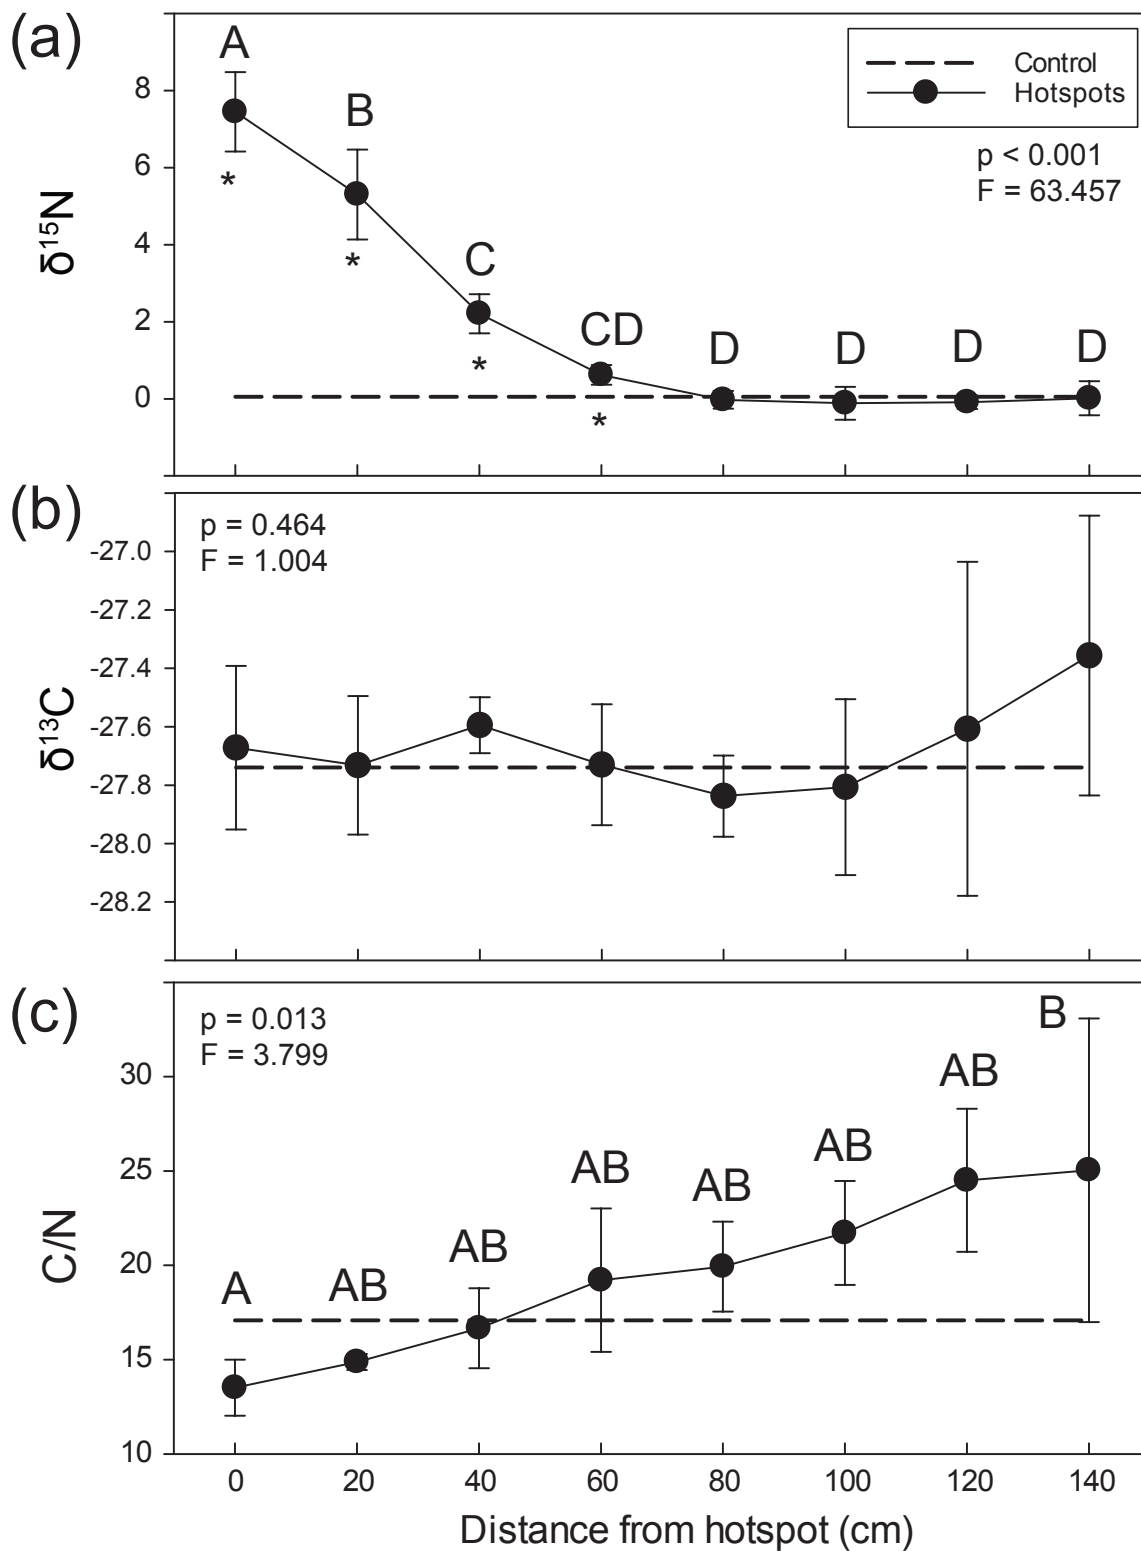 (a)
A
B
C
CD
D
D
D
D
Control
Hotspots
p < 0.001
F = 63.457
*
*
*
*
8
6
4
2
0
δ¹⁵N
(b)
p = 0.464
F = 1.004
-27.0
-27.2
-27.4
-27.6
-27.8
-28.0
-28.2
δ¹³C
(c)
p = 0.013
F = 3.799
A
AB
AB
AB
AB
AB
AB
B
30
25
20
15
10
C/N
0 20 40 60 80 100 120 140
Distance from hotspot (cm)